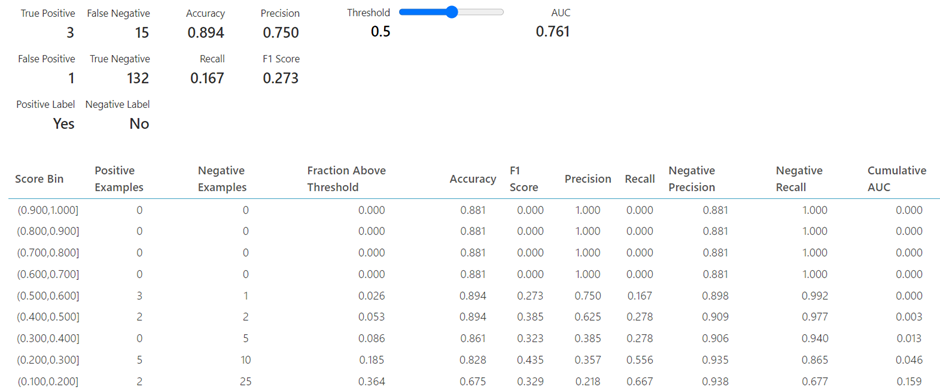 True Positive False Negative Accuracy Precision Threshold AUC
3 15 0.894 0.750 0.5 0.761
False Positive True Negative Recall F1 Score
1 132 0.167 0.273
Positive Label Negative Label
Yes No
Score Bin Positive Examples Negative Examples Fraction Above Threshold Accuracy F1 Score Precision Recall Negative Precision Negative Recall Cumulative AUC
(0.900,1.000] 0 0 0.000 0.881 0.000 1.000 0.000 0.881 1.000 0.000
(0.800,0.900] 0 0 0.000 0.881 0.000 1.000 0.000 0.881 1.000 0.000
(0.700,0.800] 0 0 0.000 0.881 0.000 1.000 0.000 0.881 1.000 0.000
(0.600,0.700] 0 0 0.000 0.881 0.000 1.000 0.000 0.881 1.000 0.000
(0.500,0.600] 3 1 0.026 0.894 0.273 0.750 0.167 0.898 0.992 0.000
(0.400,0.500] 2 2 0.053 0.894 0.385 0.625 0.278 0.909 0.977 0.003
(0.300,0.400] 0 5 0.086 0.861 0.323 0.385 0.278 0.906 0.940 0.013
(0.200,0.300] 5 10 0.185 0.828 0.435 0.357 0.556 0.935 0.865 0.046
(0.100,0.200] 2 25 0.364 0.675 0.329 0.218 0.667 0.938 0.677 0.159